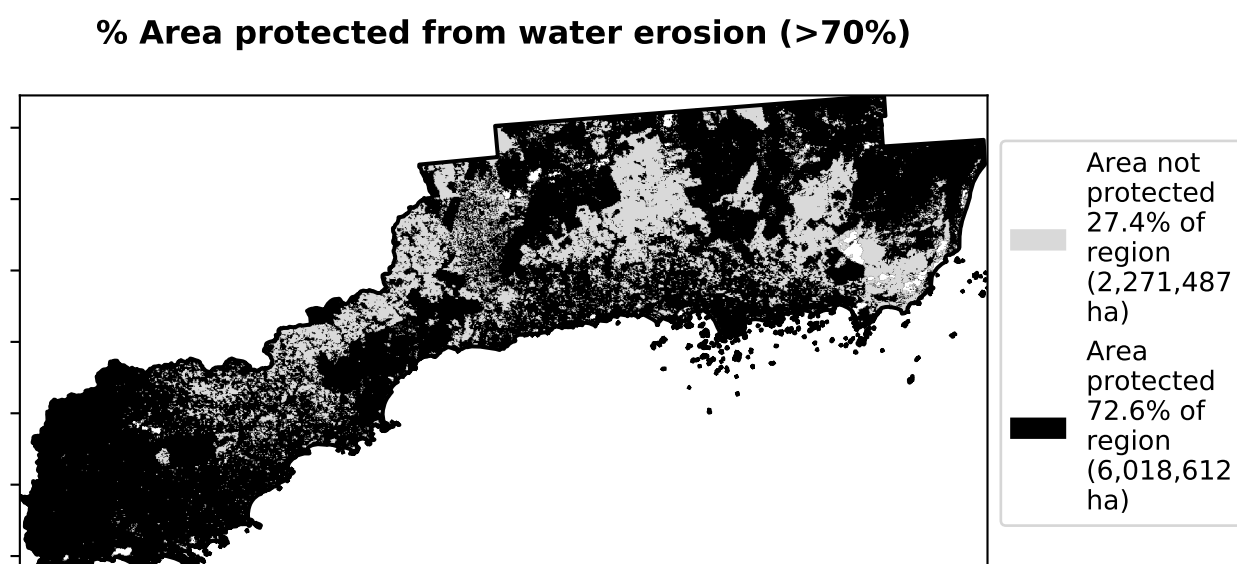 % Area protected from water erosion (>70%)
Area not
protected
27.4% of
region
(2,271,487
ha)
Area
protected
72.6% of
region
(6,018,612
ha)